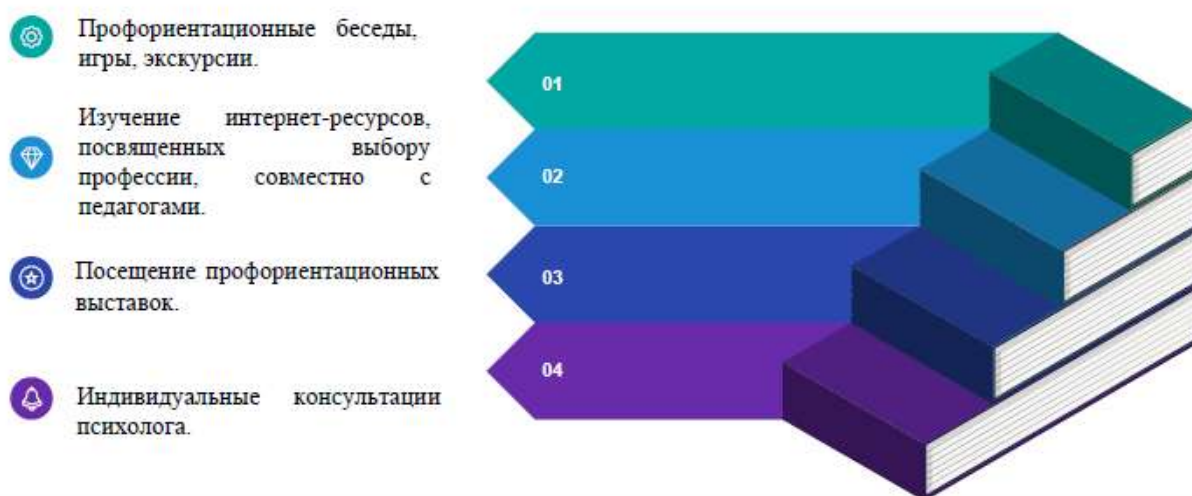 Профориентационные беседы,
игры, экскурсии.
01
Изучение интернет-ресурсов,
посвященных выбору
профессии, совместно с
педагогами.
02
Посещение профориентационных
выставок.
03
Индивидуальные консультации
психолога.
04